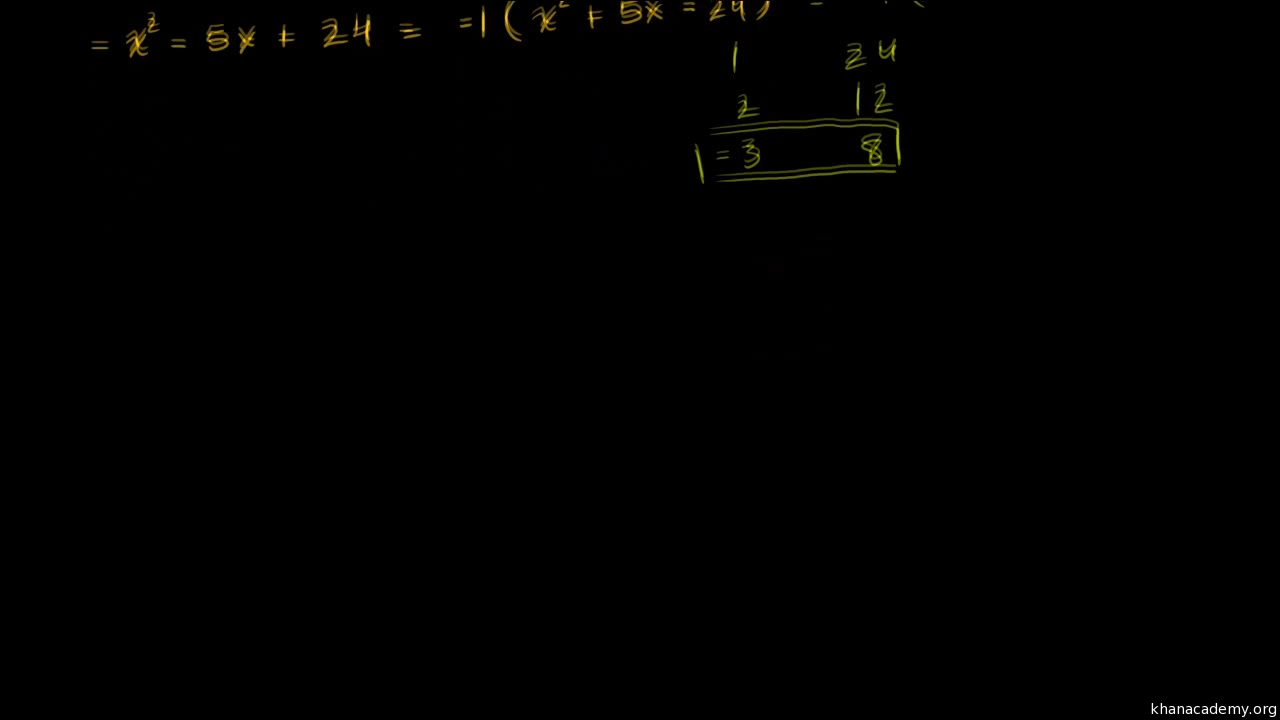 - x² - 5x + 24 = -1 ( x² + 5x - 24 )
1 24
2 12
-3 8
khanacademy.org